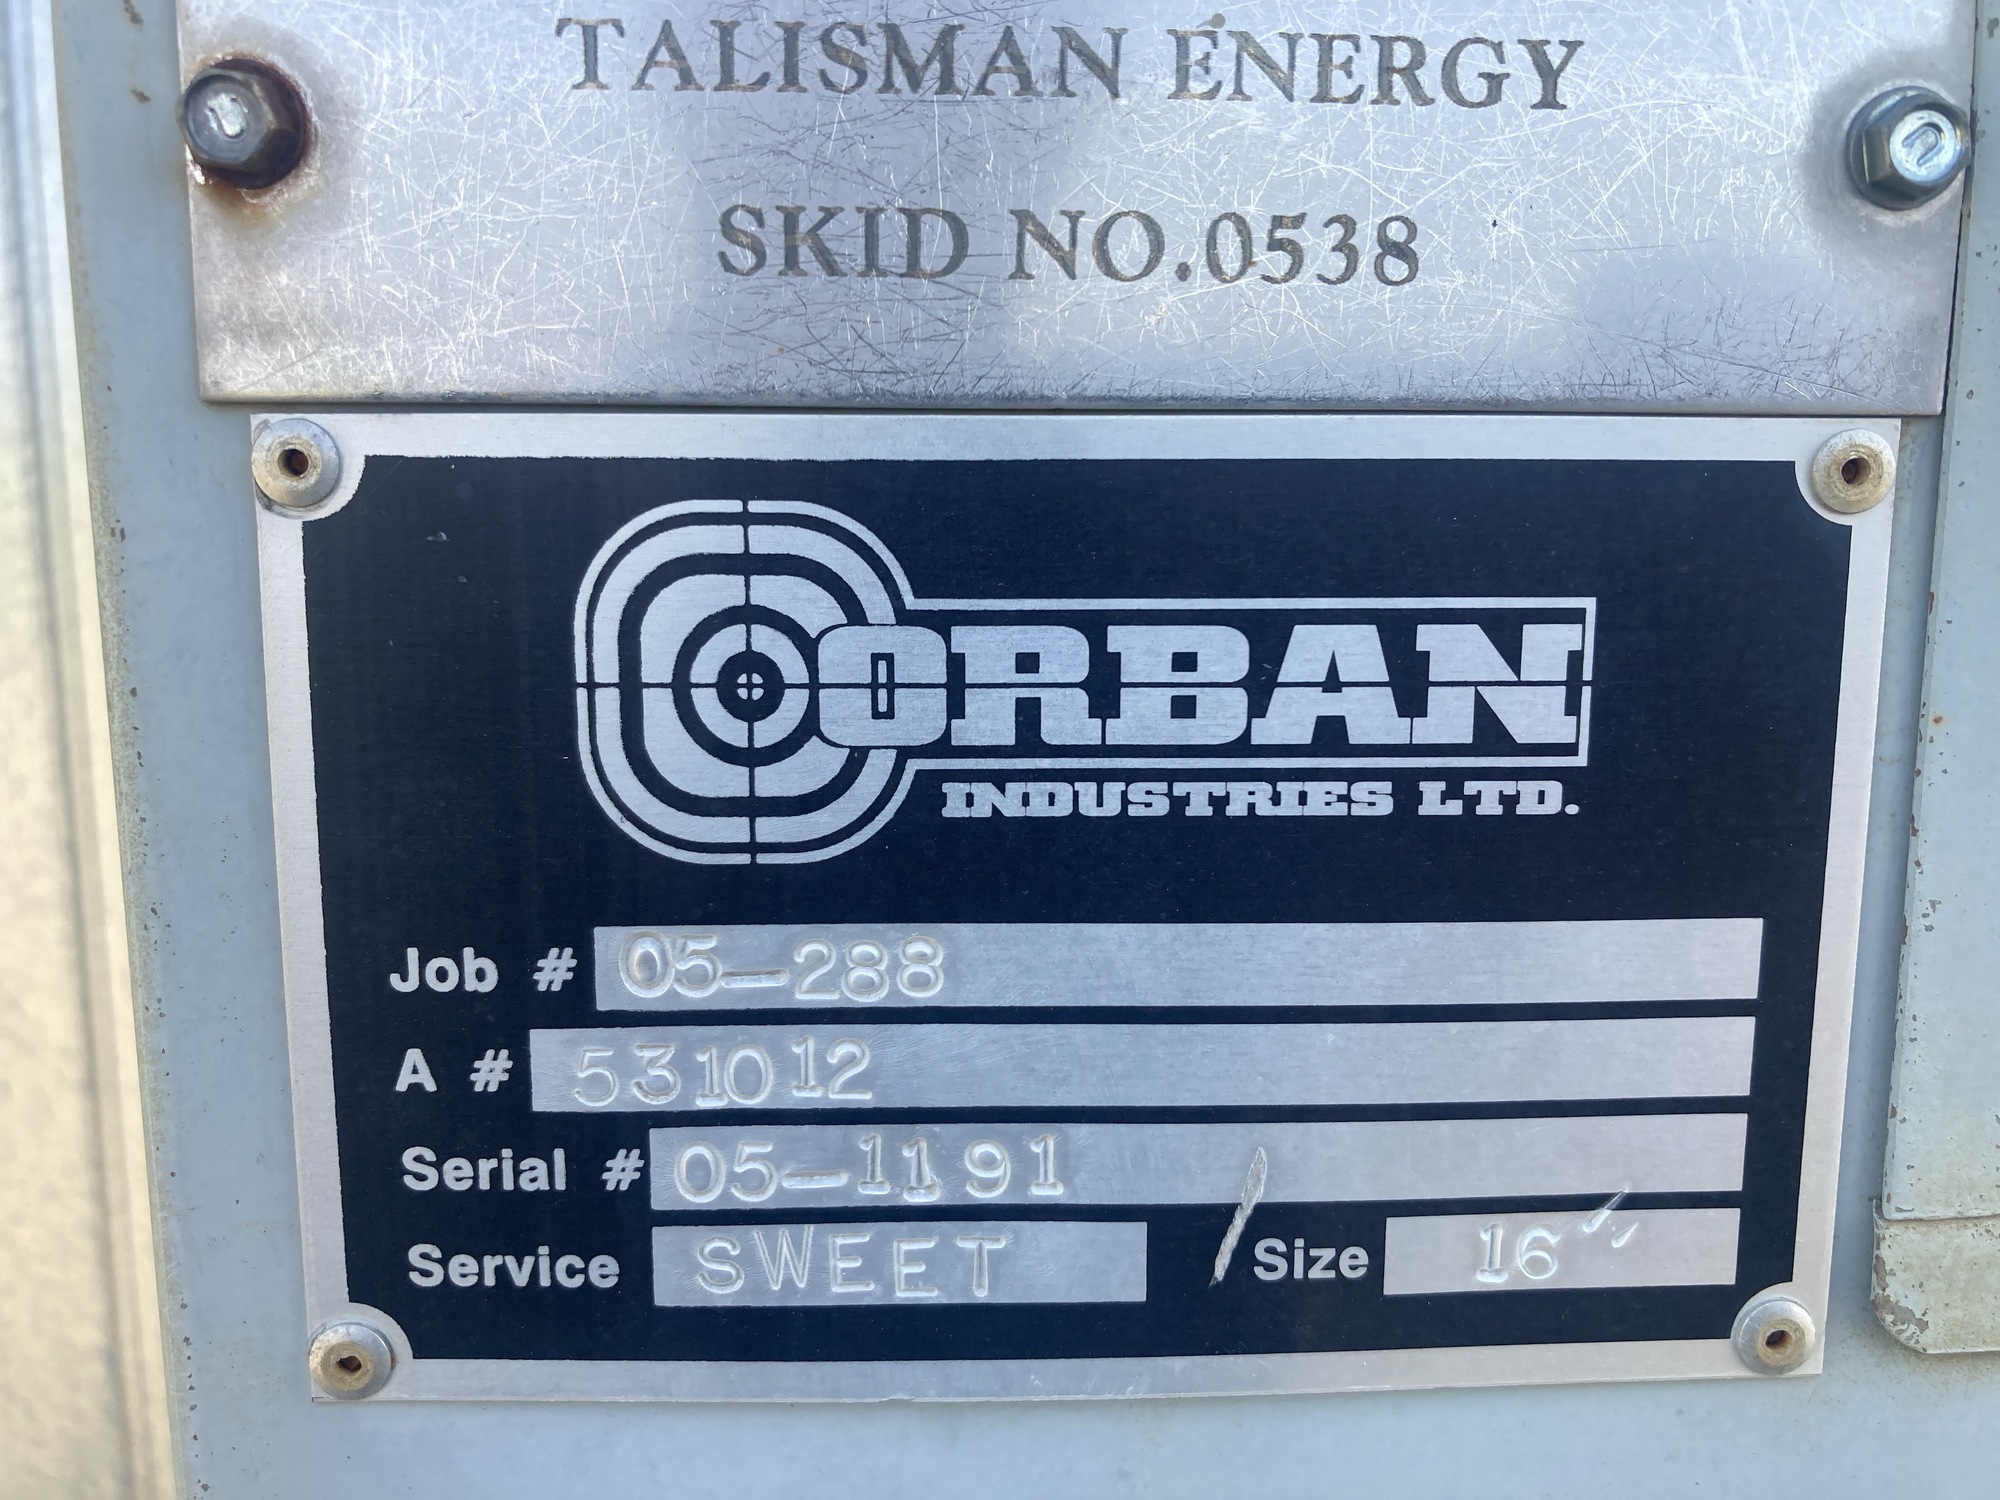 TALISMAN ENERGY
SKID NO.0538
CORBAN
INDUSTRIES LTD.
Job # 05-288
A # 531012
Serial # 05-1191
Service SWEET Size 16"